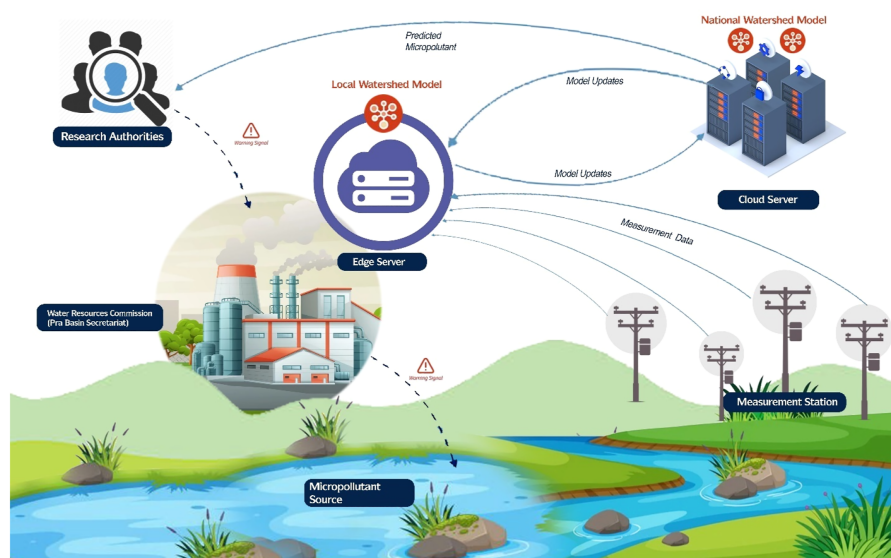 National Watershed Model
Predicted
Micropolutant
Local Watershed Model
Model Updates
Research Authorities
Warning Signal
Model Updates
Cloud Server
Measurement Data
Edge Server
Water Resources Commission
(Pra Basin Secretariat)
Warning Signal
Measurement Station
Micropollutant
Source